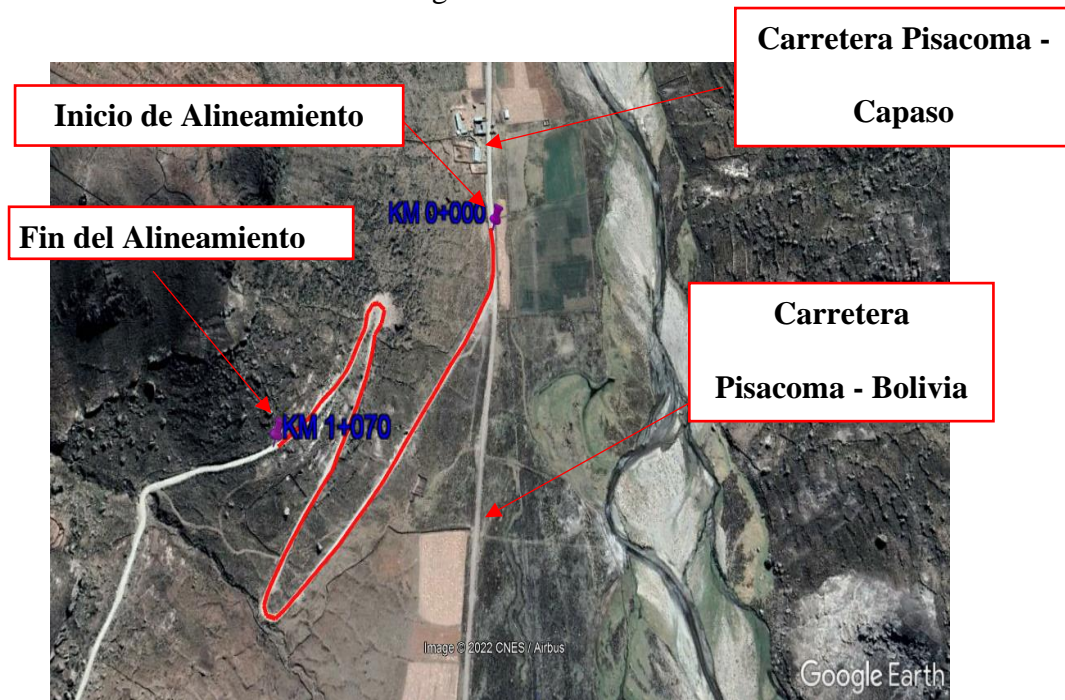 Carretera Pisacoma -
Capaso
Inicio de Alineamiento
KM 0+000
Fin del Alineamiento
Carretera
Pisacoma - Bolivia
KM 1+070
Image © 2022 CNES / Airbus
Google Earth